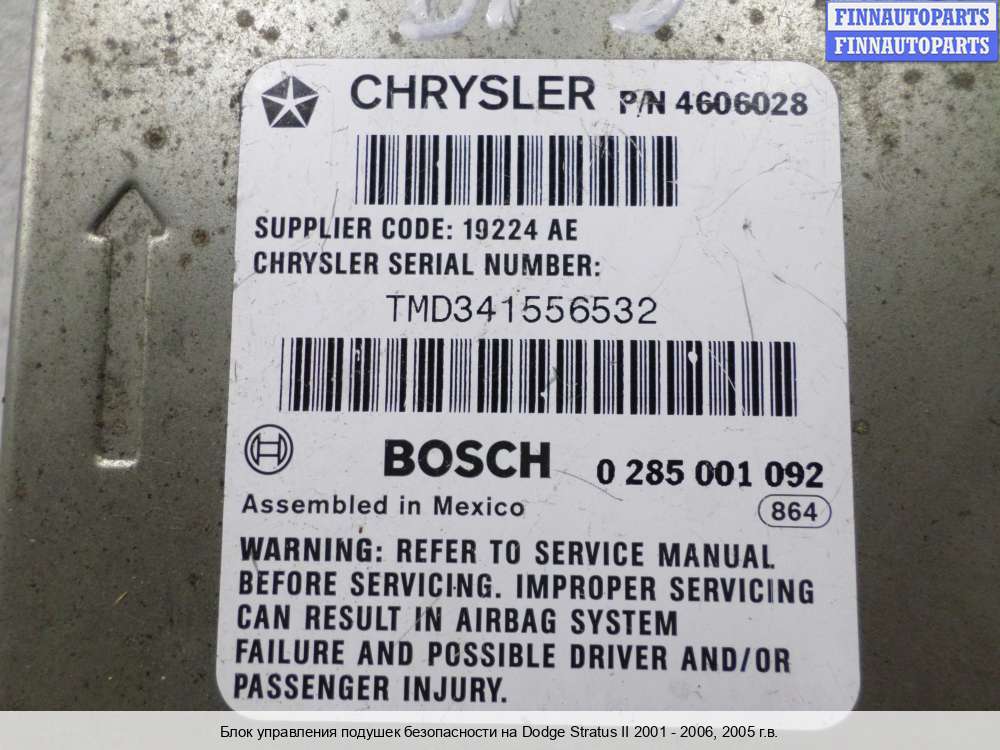 FINNAUTOPARTS
FINNAUTOPARTS
CHRYSLER P/N 4606028
SUPPLIER CODE: 19224 AE
CHRYSLER SERIAL NUMBER:
TMD341556532
BOSCH 0 285 001 092
Assembled in Mexico
864
WARNING: REFER TO SERVICE MANUAL
BEFORE SERVICING. IMPROPER SERVICING
CAN RESULT IN AIRBAG SYSTEM
FAILURE AND POSSIBLE DRIVER AND/OR
PASSENGER INJURY.
Блок управления подушек безопасности на Dodge Stratus II 2001 - 2006, 2005 г.в.